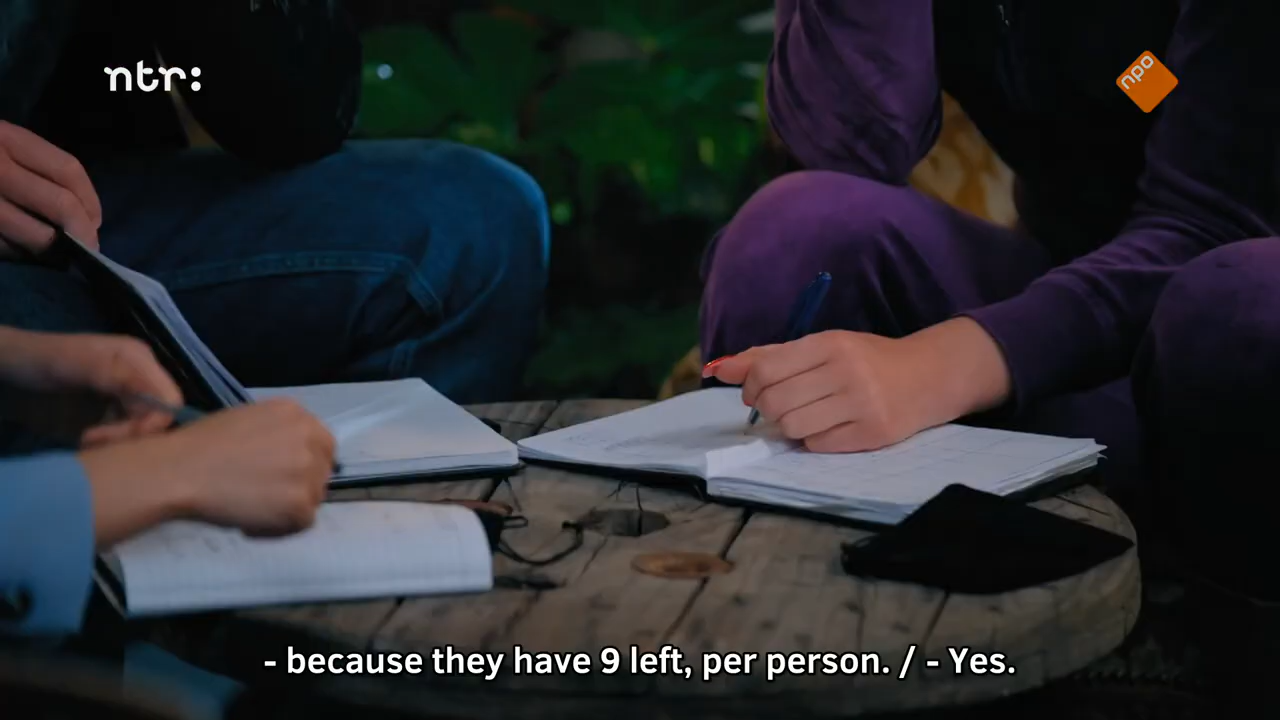 ntr:
npo
- because they have 9 left, per person. / - Yes.